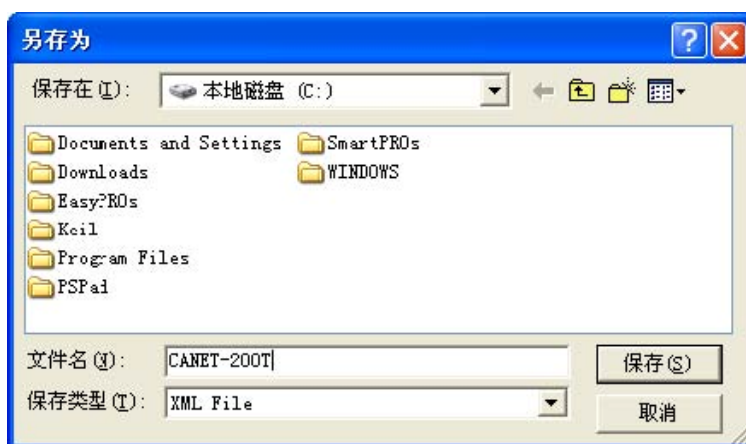 另存为
保存在(I):
本地磁盘 (C:)
Documents and Settings
SmartPROs
Downloads
WINDOWS
EasyPROs
Keil
Program Files
PSPad
文件名(N):
CANET-200T
保存(S)
保存类型(T):
XML File
取消